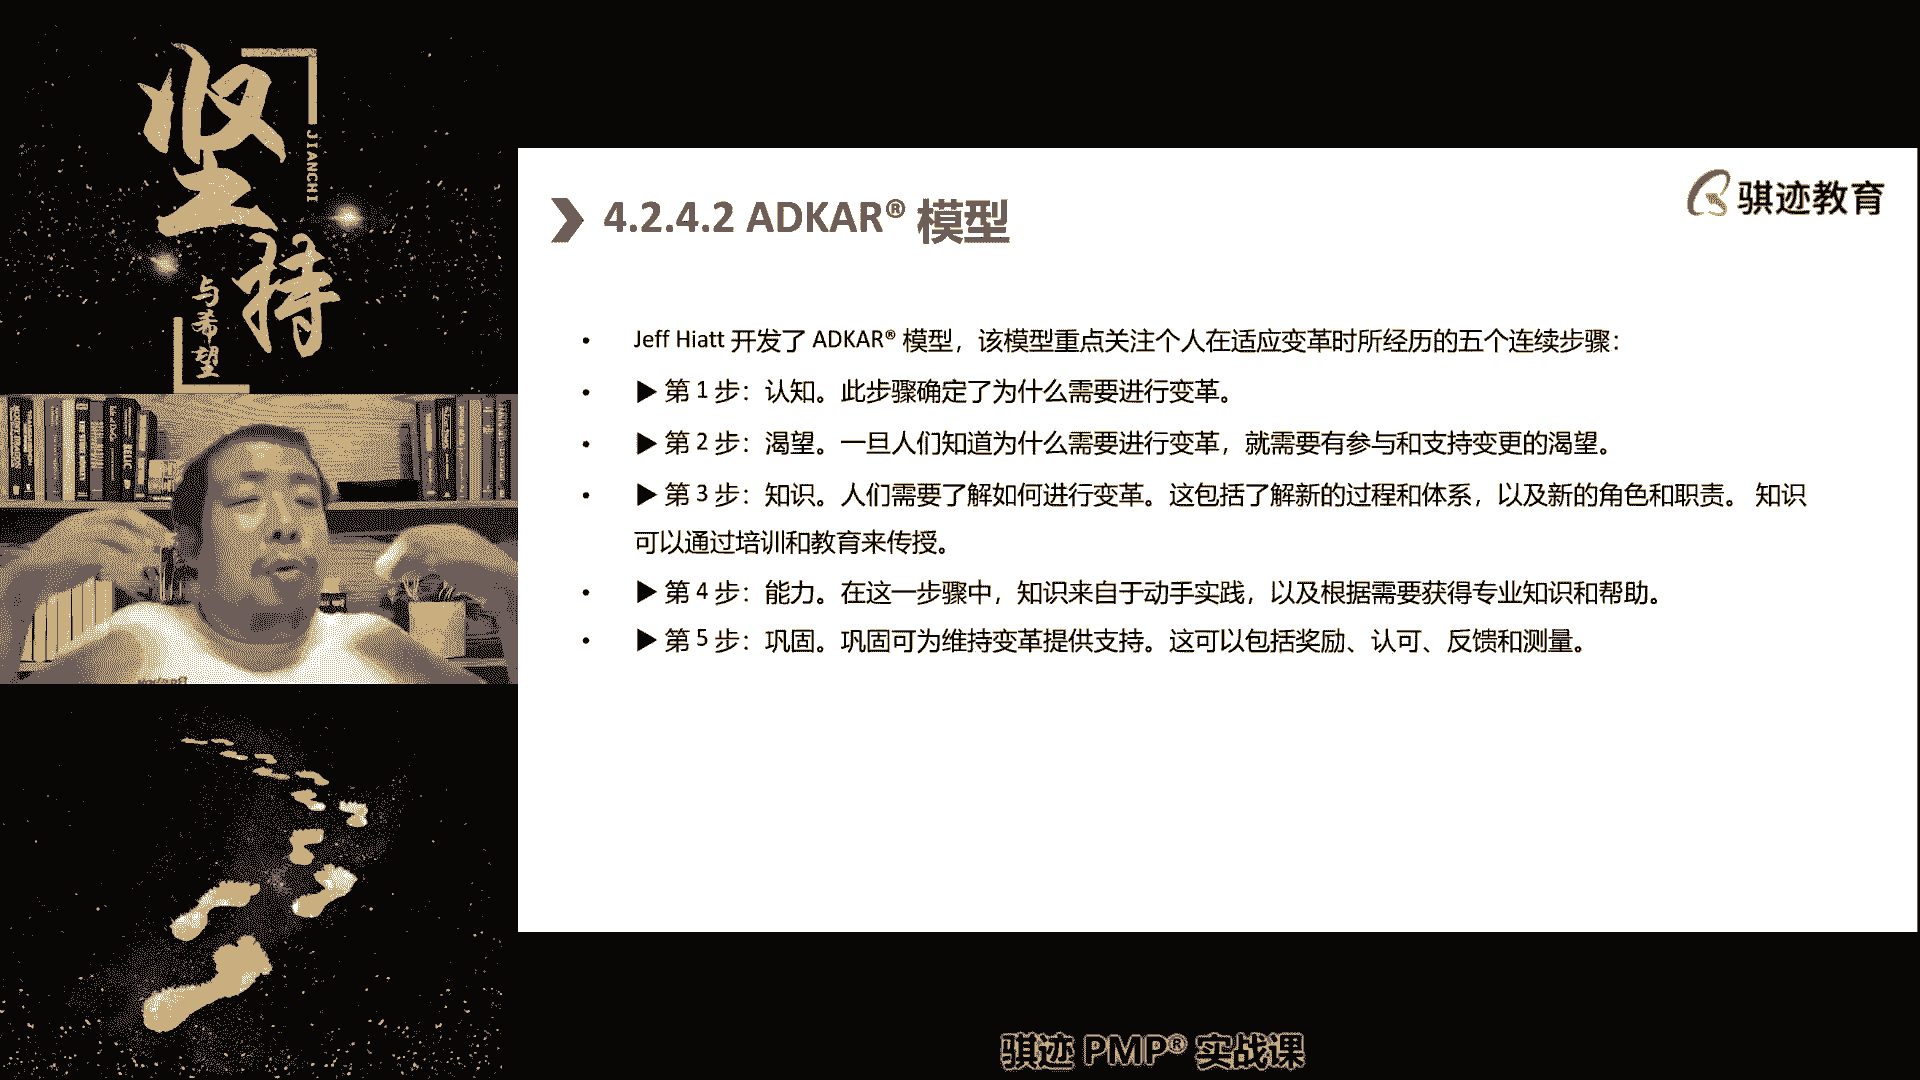 坚持
JIANCHI
与希望
骐迹教育
4.2.4.2 ADKAR® 模型
• Jeff Hiatt 开发了 ADKAR® 模型，该模型重点关注个人在适应变革时所经历的五个连续步骤：
• ▶ 第 1 步：认知。此步骤确定了为什么需要进行变革。
• ▶ 第 2 步：渴望。一旦人们知道为什么需要进行变革，就需要有参与和支持变更的渴望。
• ▶ 第 3 步：知识。人们需要了解如何进行变革。这包括了解新的过程和体系，以及新的角色和职责。 知识
可以通过培训和教育来传授。
• ▶ 第 4 步：能力。在这一步骤中，知识来自于动手实践，以及根据需要获得专业知识和帮助。
• ▶ 第 5 步：巩固。巩固可为维持变革提供支持。这可以包括奖励、认可、反馈和测量。
骐迹 PMP® 实战课